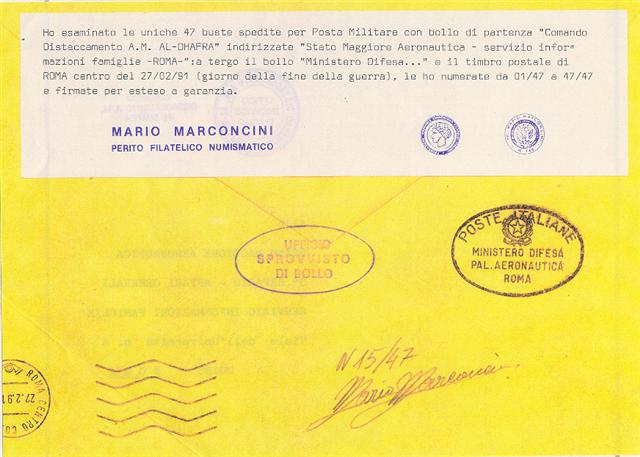 Ho esaminato le uniche 47 buste spedite per Posta Militare con bollo di partenza "Comando
Distaccamento A.M. AL-DHAFRA" indirizzate "Stato Maggiore Aeronautica - servizio infor=
mazioni famiglie -ROMA-":a tergo il bollo "Ministero Difesa..." e il timbro postale di
ROMA centro del 27/02/91 (giorno della fine della guerra), le ho numerate da 01/47 a 47/47
e firmate per esteso a garanzia.
MARIO MARCONCINI
PERITO FILATELICO NUMISMATICO
UFFICIO
SPROVVISTO
DI BOLLO
POSTE ITALIANE
MINISTERO DIFESA
PAL. AERONAUTICA
ROMA
N 15/47
Mario Marconcini
ROMA CENTRO
27.2.91